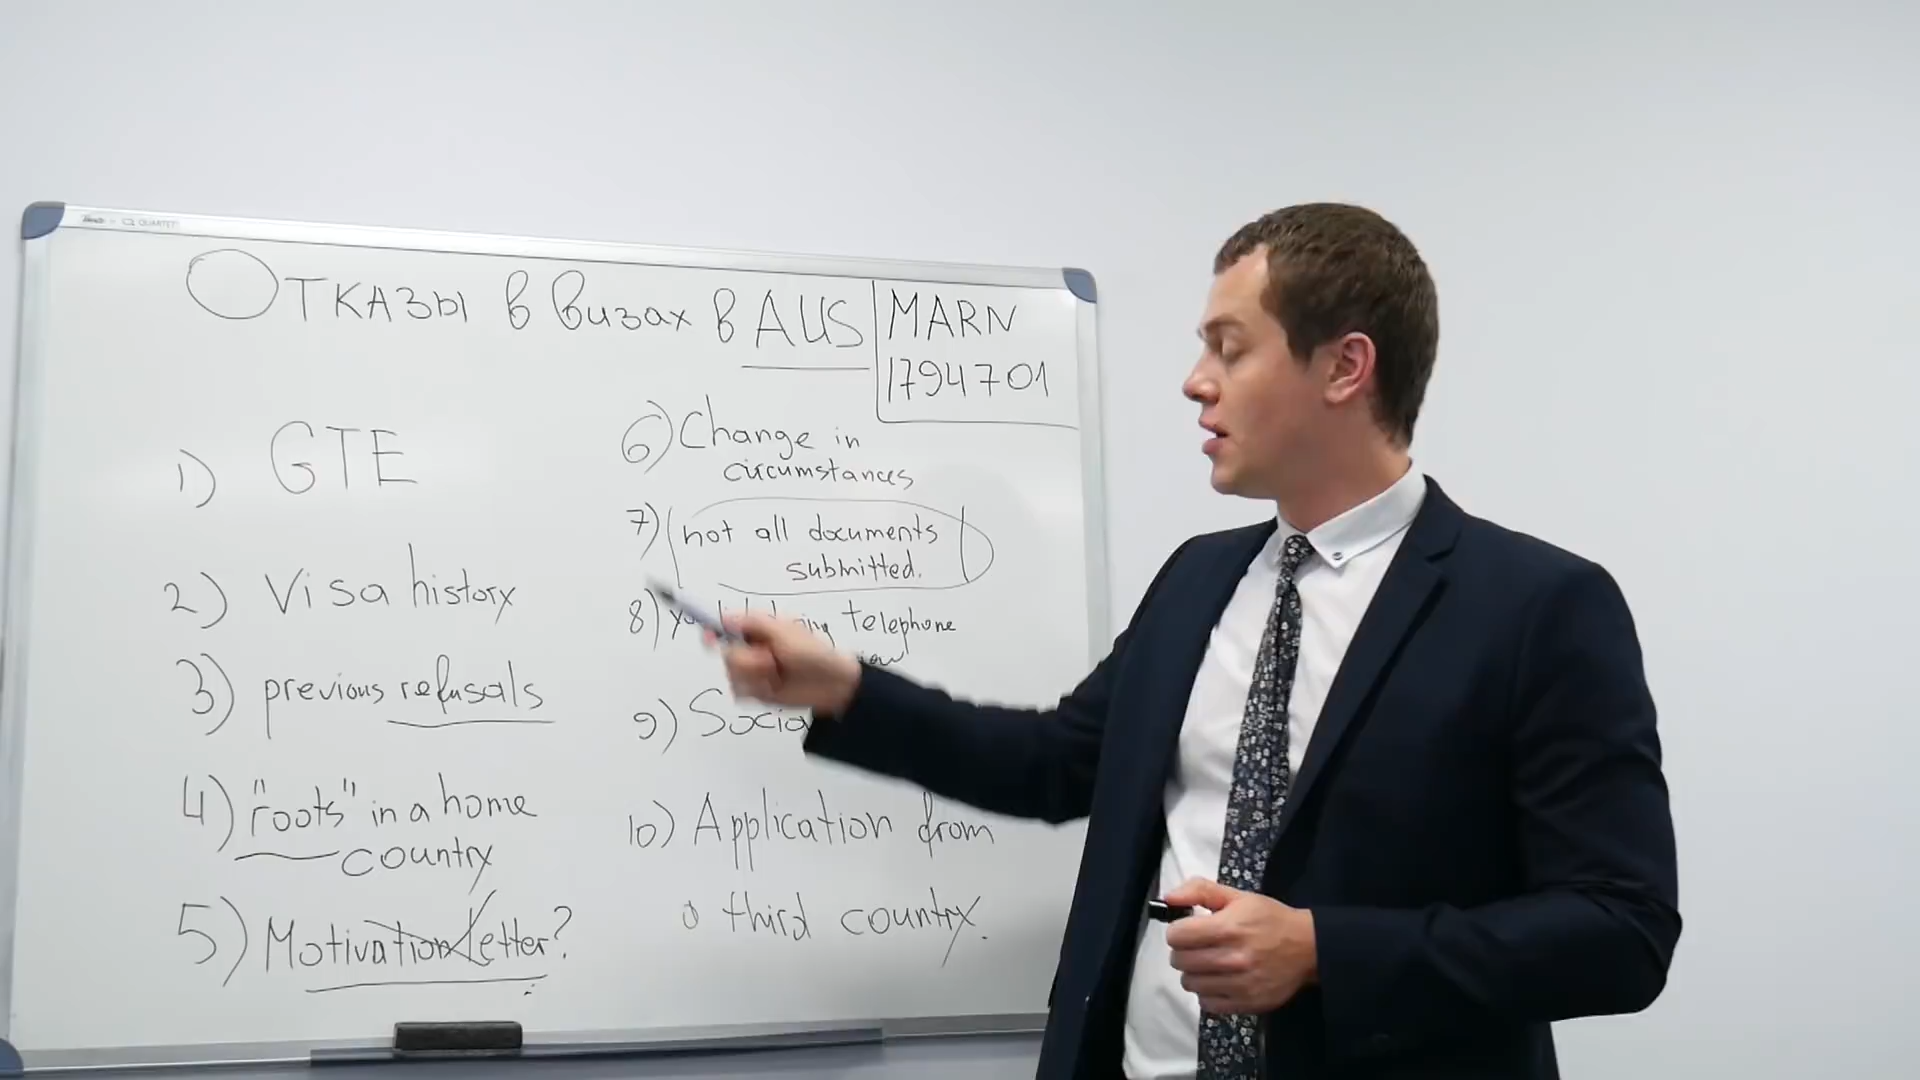 QUARTET
Отказы в визах в AUS
MARN
1794701
1) GTE
2) Visa history
3) previous refusals
4) "roots" in a home
country
5) Motivation Letter?
6) Change in
circumstances
7) not all documents
submitted.
8) telephone
9)
10) Application from
a third country.